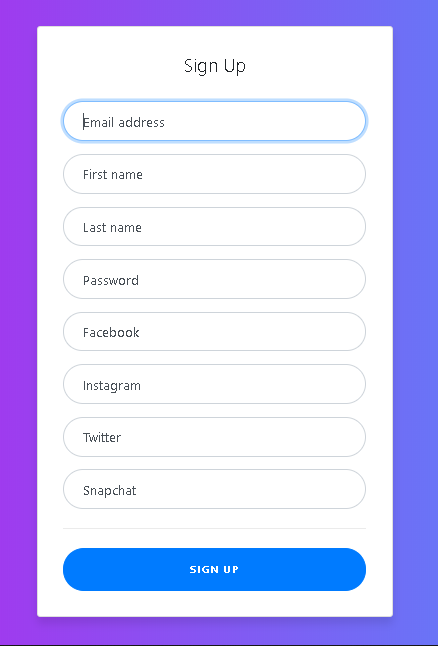 Sign Up
Email address
First name
Last name
Password
Facebook
Instagram
Twitter
Snapchat
SIGN UP